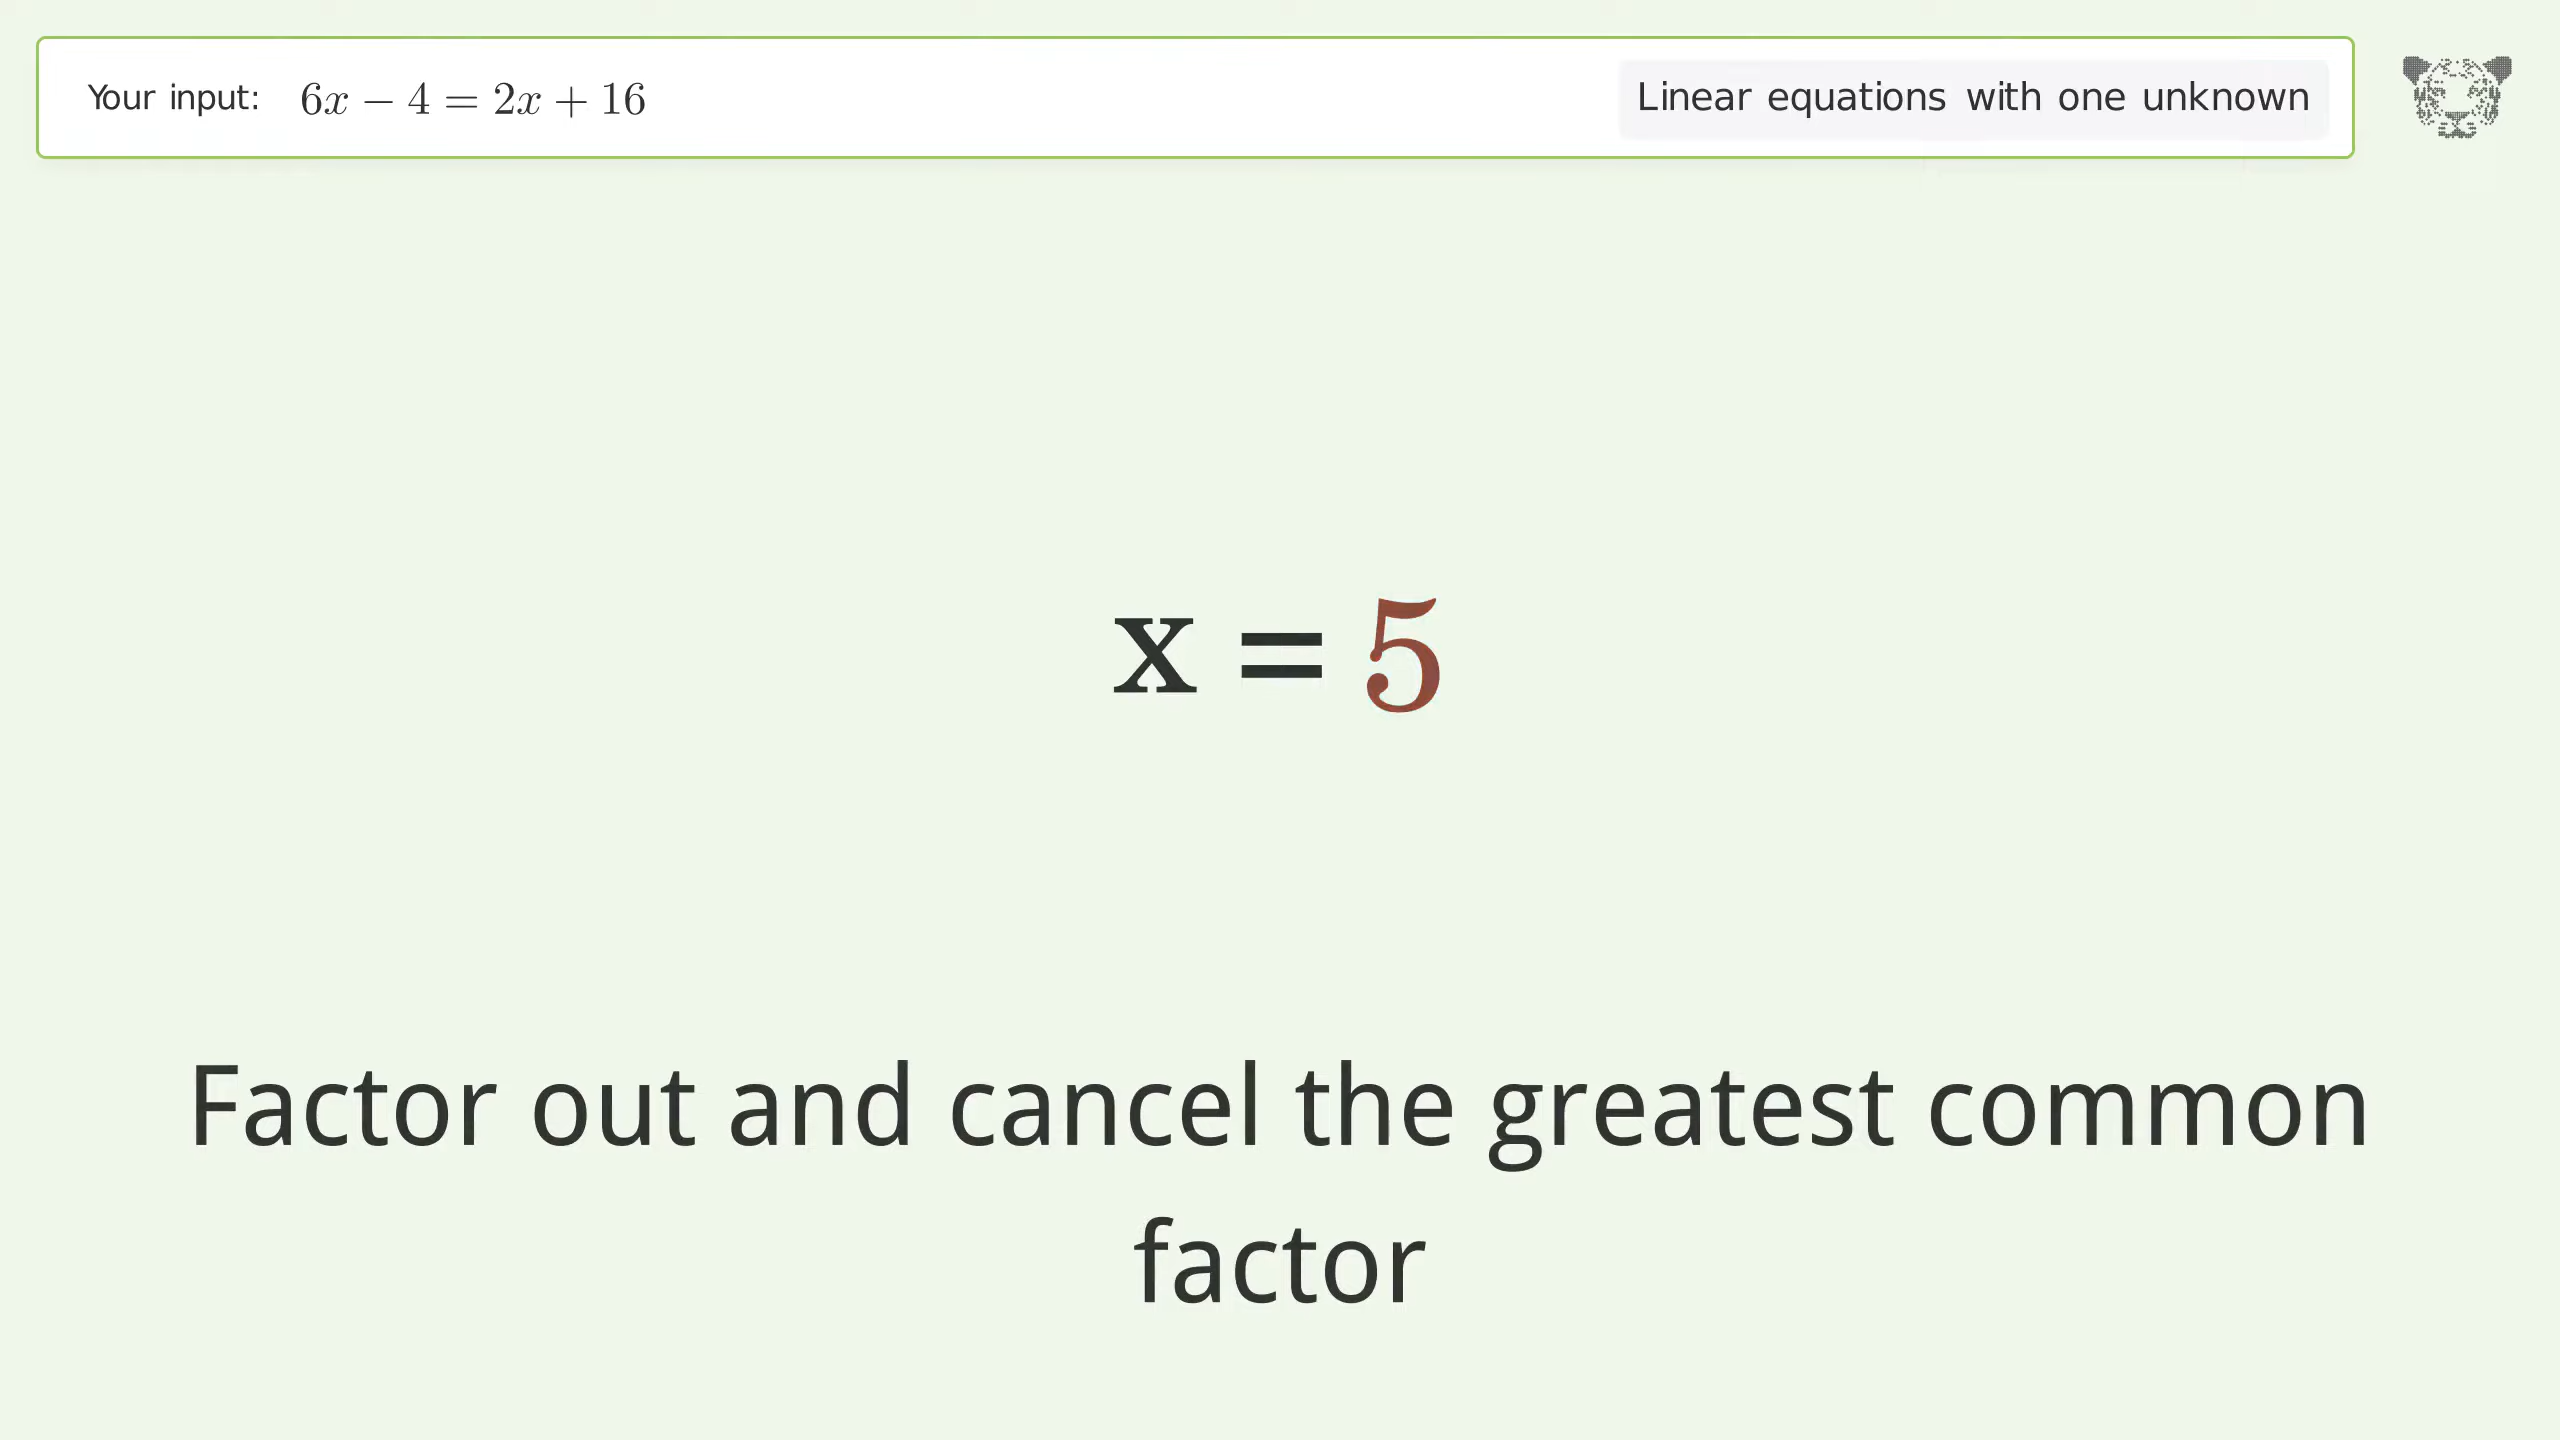 Your input: 6x − 4 = 2x + 16
Linear equations with one unknown
x = 5
Factor out and cancel the greatest common
factor